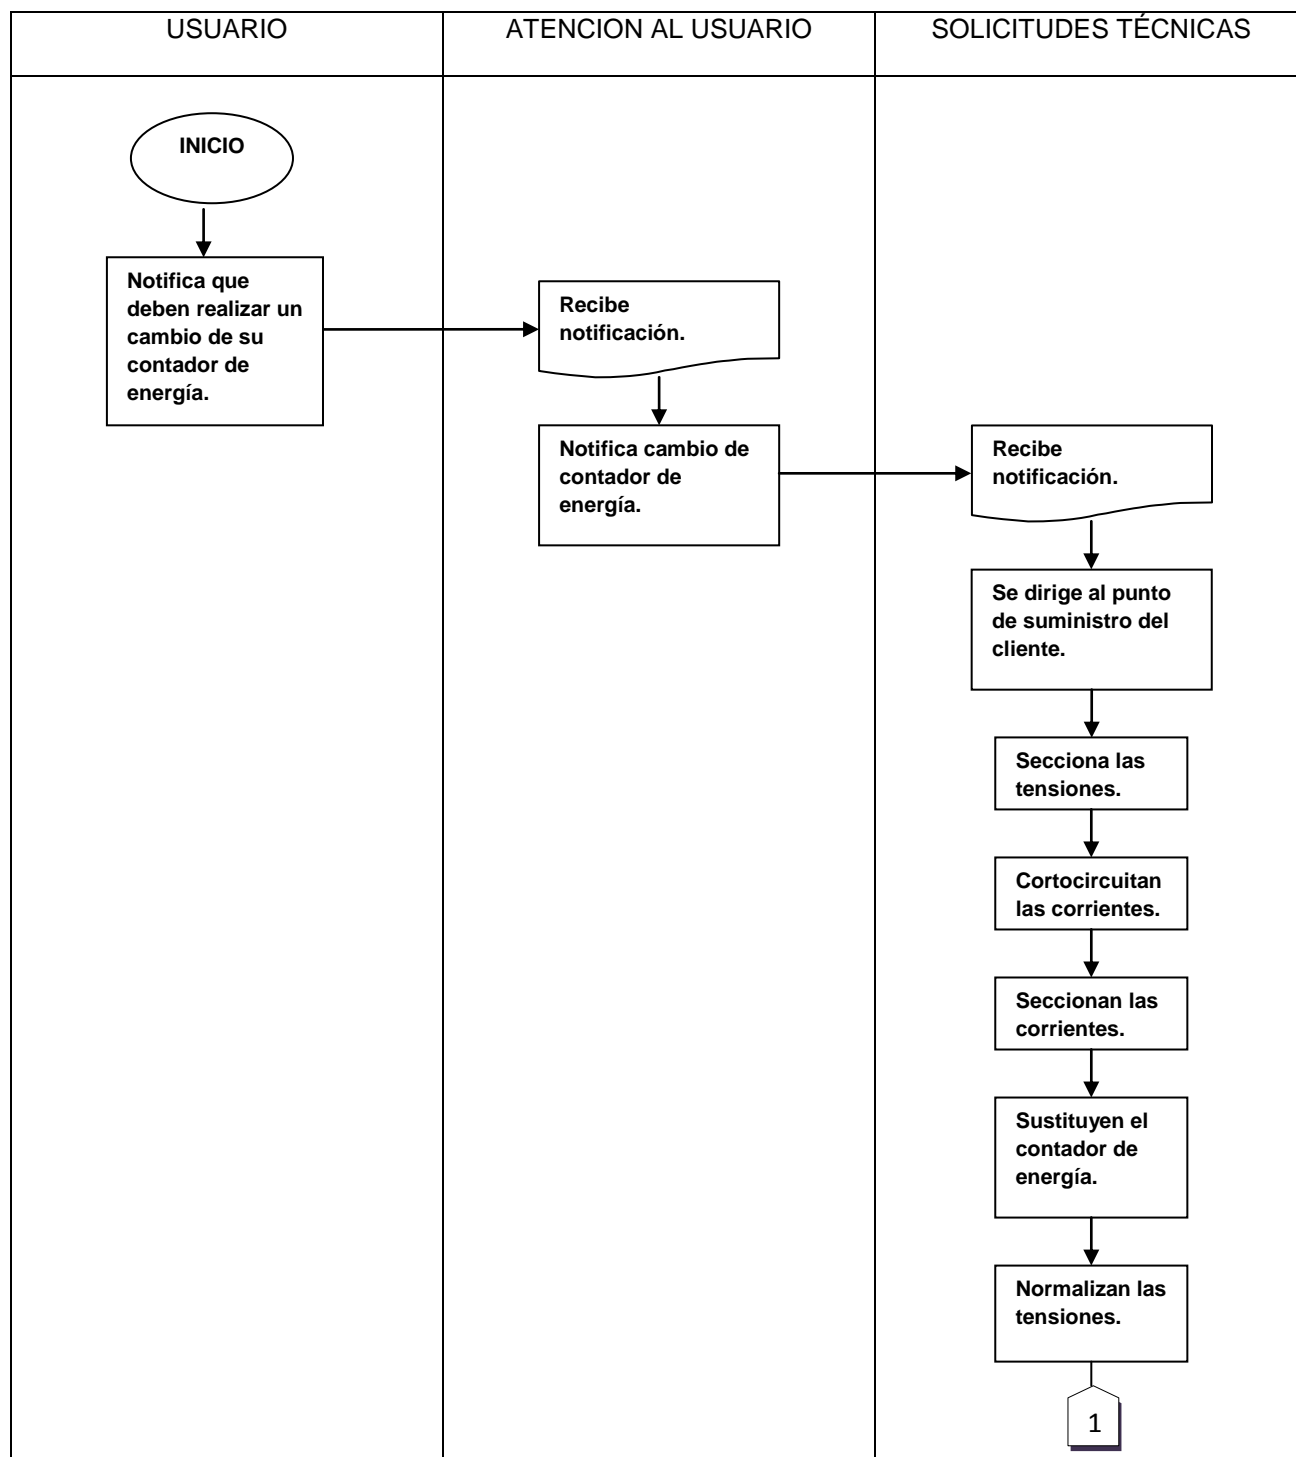 USUARIO
ATENCION AL USUARIO
SOLICITUDES TÉCNICAS
INICIO
Notifica que
deben realizar un
cambio de su
contador de
energía.
Recibe
notificación.
Notifica cambio de
contador de
energía.
Recibe
notificación.
Se dirige al punto
de suministro del
cliente.
Secciona las
tensiones.
Cortocircuitan
las corrientes.
Seccionan las
corrientes.
Sustituyen el
contador de
energía.
Normalizan las
tensiones.
1